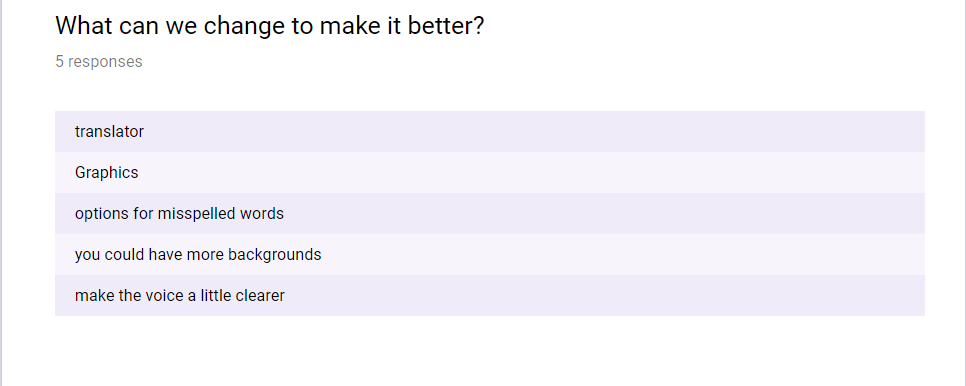 What can we change to make it better?
5 responses
translator
Graphics
options for misspelled words
you could have more backgrounds
make the voice a little clearer